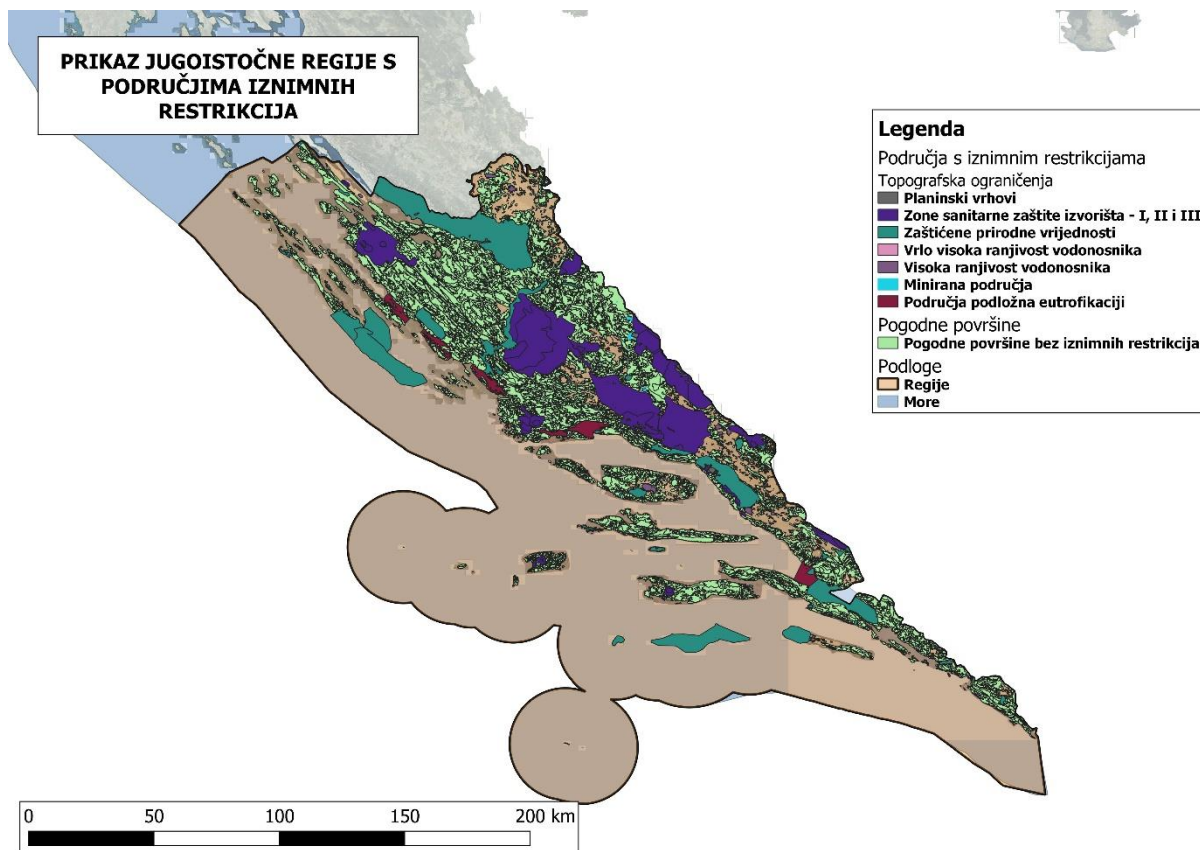 PRIKAZ JUGOISTOČNE REGIJE S
PODRUČJIMA IZNIMNIH
RESTRIKCIJA
Legenda
Područja s iznimnim restrikcijama
Topografska ograničenja
Planinski vrhovi
Zone sanitarne zaštite izvorišta - I, II i III
Zaštićene prirodne vrijednosti
Vrlo visoka ranjivost vodonosnika
Visoka ranjivost vodonosnika
Minirana područja
Područja podložna eutrofikaciji
Pogodne površine
Pogodne površine bez iznimnih restrikcija
Podloge
Regije
More
0 50 100 150 200 km